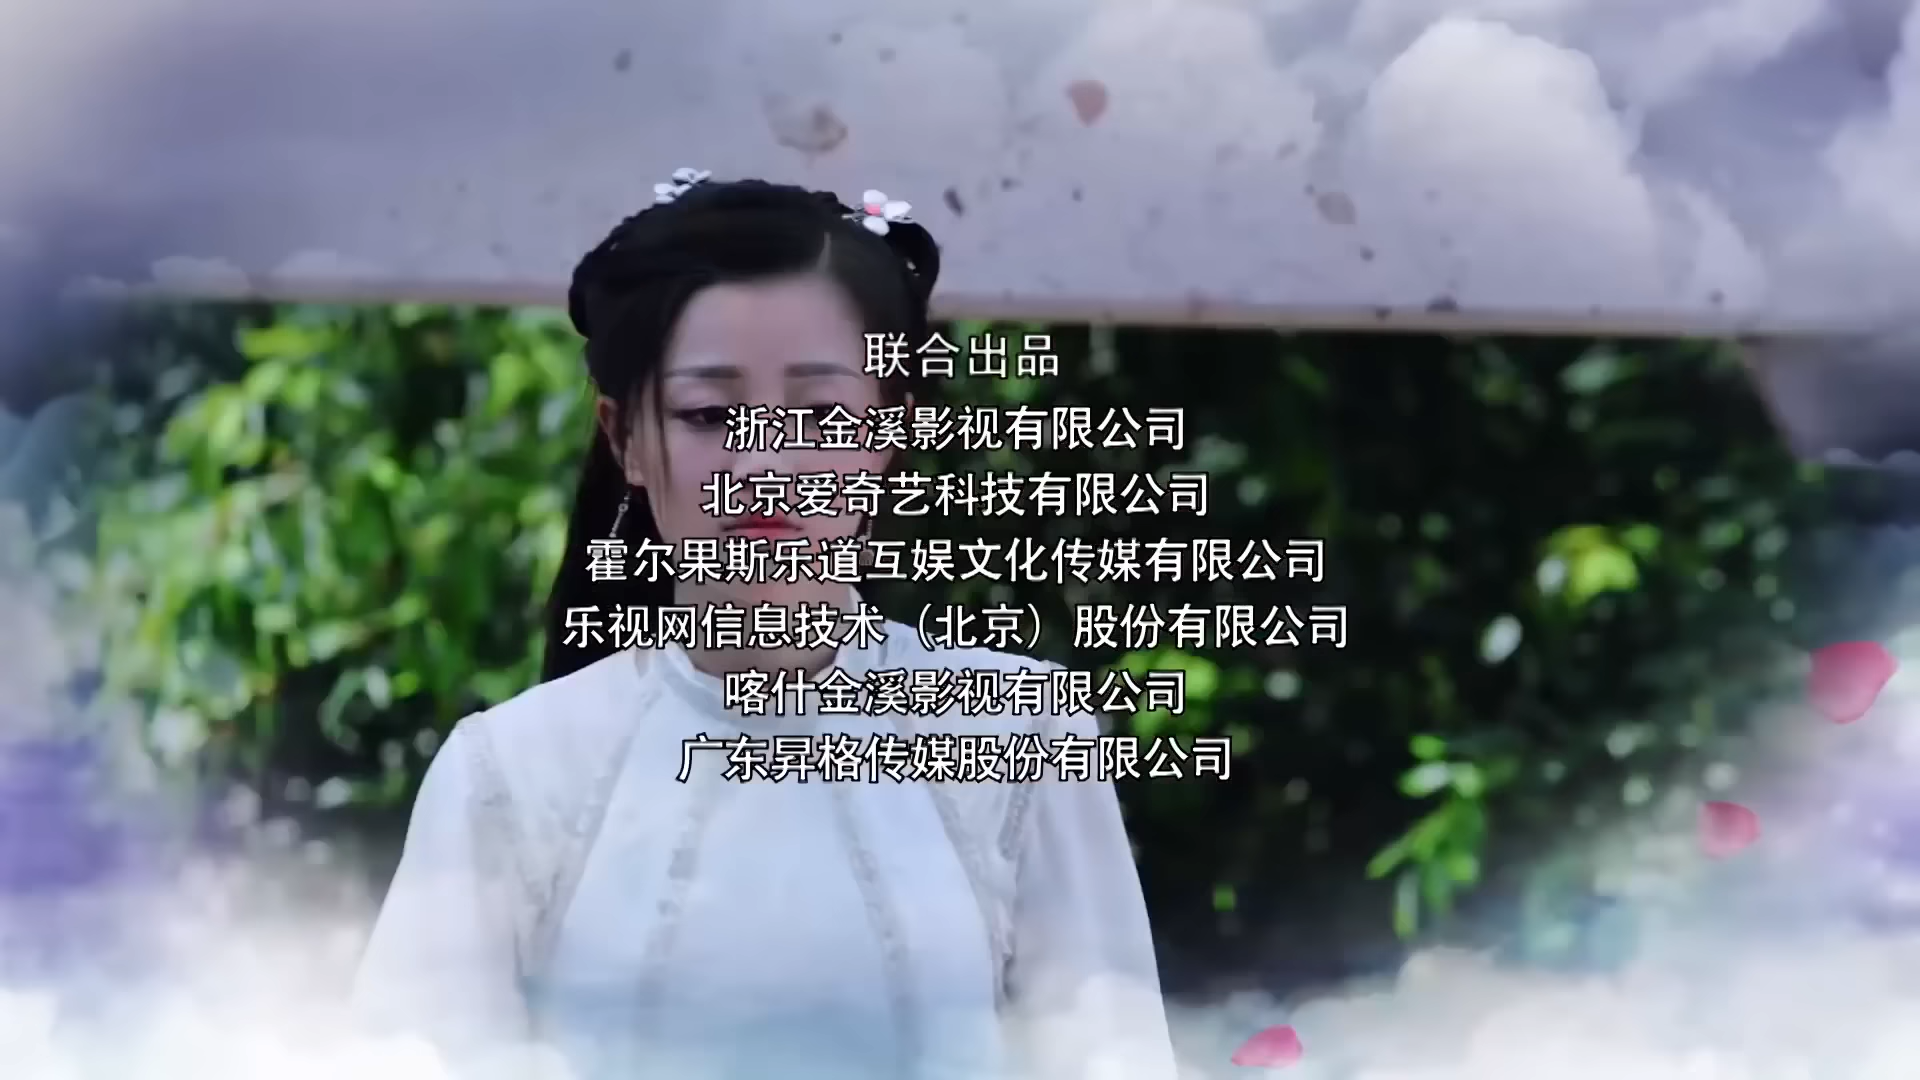 联合出品
浙江金溪影视有限公司
北京爱奇艺科技有限公司
霍尔果斯乐道互娱文化传媒有限公司
乐视网信息技术（北京）股份有限公司
喀什金溪影视有限公司
广东昇格传媒股份有限公司